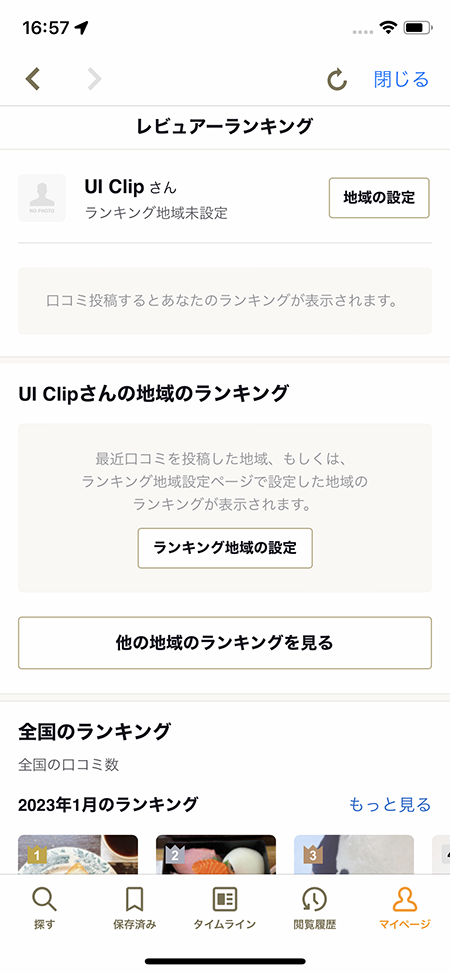 16:57
閉じる
レビュアーランキング
NO PHOTO
UI Clip さん
ランキング地域未設定
地域の設定
口コミ投稿するとあなたのランキングが表示されます。
UI Clipさんの地域のランキング
最近口コミを投稿した地域、もしくは、
ランキング地域設定ページで設定した地域の
ランキングが表示されます。
ランキング地域の設定
他の地域のランキングを見る
全国のランキング
全国の口コミ数
2023年1月のランキング
もっと見る
1
2
3
探す
保存済み
タイムライン
閲覧履歴
マイページ